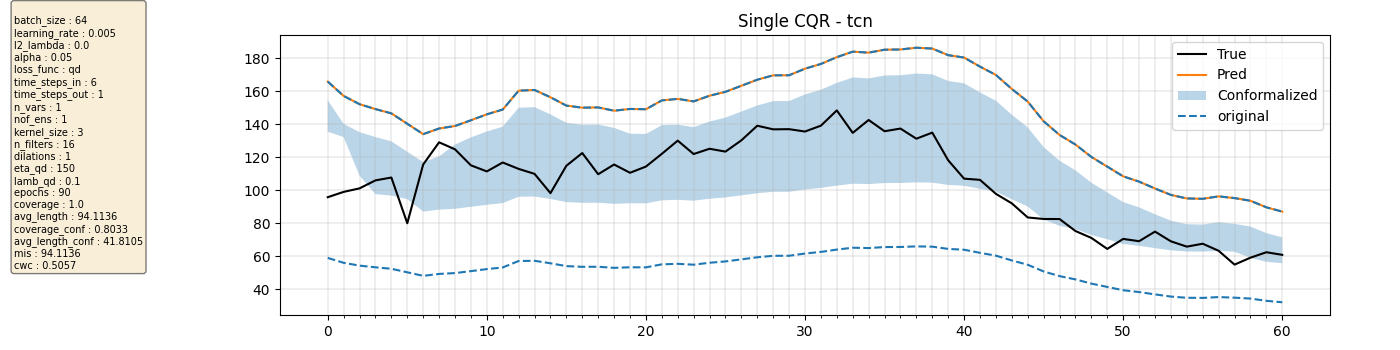 batch_size : 64
learning_rate : 0.005
l2_lambda : 0.0
alpha : 0.05
loss_func : qd
time_steps_in : 6
time_steps_out : 1
n_vars : 1
nof_ens : 1
kernel_size : 3
n_filters : 16
dilations : 1
eta_qd : 150
lamb_qd : 0.1
epochs : 90
coverage : 1.0
avg_length : 94.1136
coverage_conf : 0.8033
avg_length_conf : 41.8105
mis : 94.1136
cwc : 0.5057
Single CQR - tcn
180
160
140
120
100
80
60
40
0
10
20
30
40
50
60
True
Pred
Conformalized
original